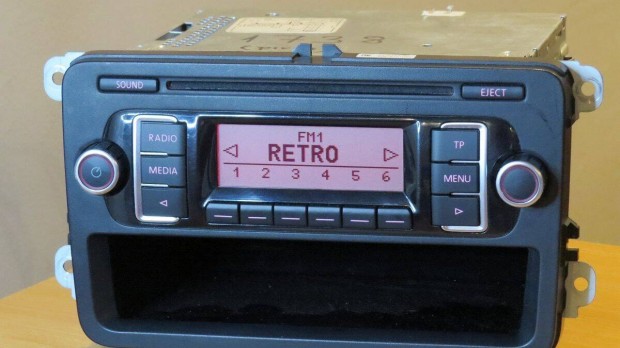 SOUND
EJECT
RADIO
MEDIA
FM1
RETRO
1 2 3 4 5 6
TP
MENU